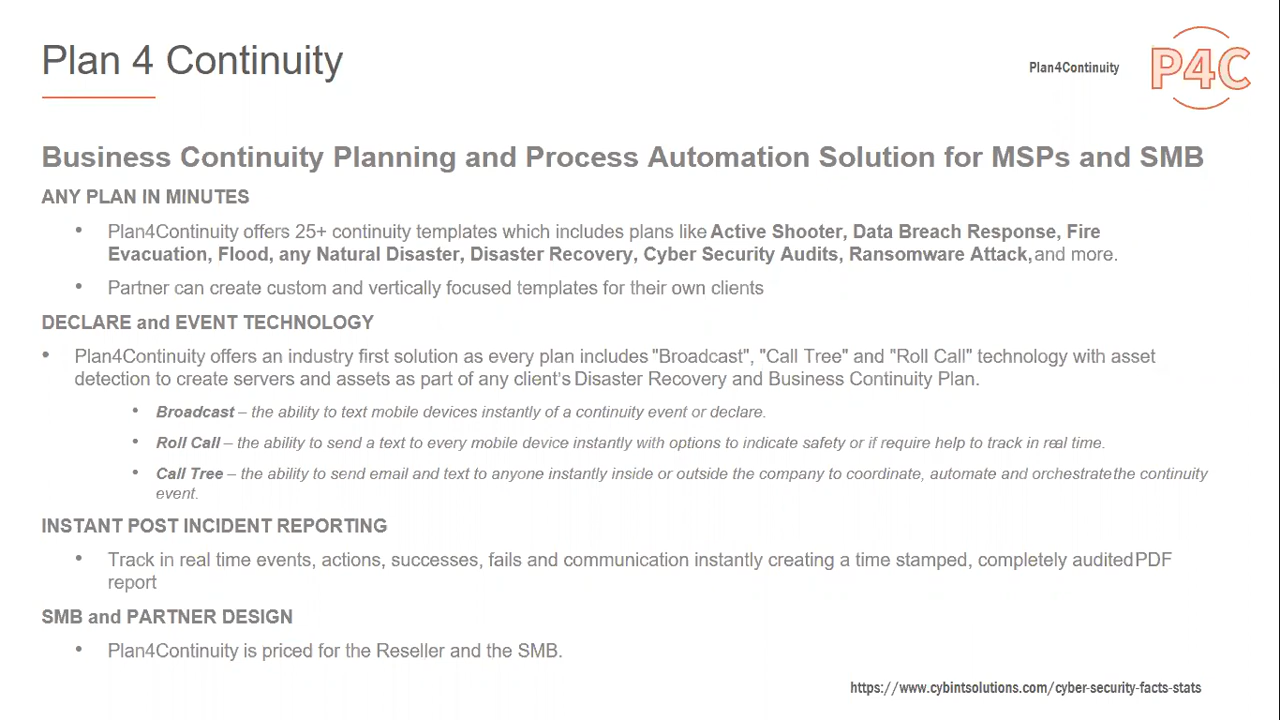 Plan 4 Continuity
Plan4Continuity
P4C
Business Continuity Planning and Process Automation Solution for MSPs and SMB
ANY PLAN IN MINUTES
• Plan4Continuity offers 25+ continuity templates which includes plans like Active Shooter, Data Breach Response, Fire
Evacuation, Flood, any Natural Disaster, Disaster Recovery, Cyber Security Audits, Ransomware Attack, and more.
• Partner can create custom and vertically focused templates for their own clients
DECLARE and EVENT TECHNOLOGY
• Plan4Continuity offers an industry first solution as every plan includes "Broadcast", "Call Tree" and "Roll Call" technology with asset
detection to create servers and assets as part of any client's Disaster Recovery and Business Continuity Plan.
• Broadcast – the ability to text mobile devices instantly of a continuity event or declare.
• Roll Call – the ability to send a text to every mobile device instantly with options to indicate safety or if require help to track in real time.
• Call Tree – the ability to send email and text to anyone instantly inside or outside the company to coordinate, automate and orchestrate the continuity
event.
INSTANT POST INCIDENT REPORTING
• Track in real time events, actions, successes, fails and communication instantly creating a time stamped, completely audited PDF
report
SMB and PARTNER DESIGN
• Plan4Continuity is priced for the Reseller and the SMB.
https://www.cybintsolutions.com/cyber-security-facts-stats